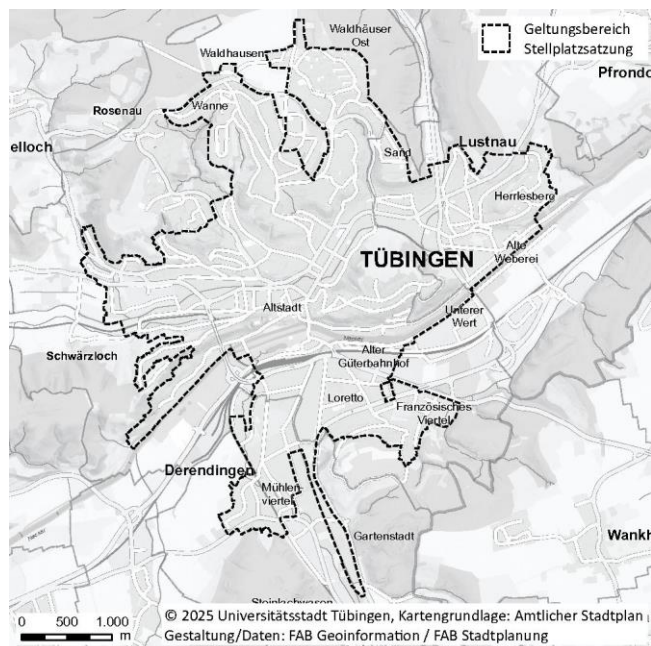 Waldhäuser
Ost
Geltungsbereich
Stellplatzsatzung
Waldhausen
Pfrondo
Rosenau
Wanne
elloch
Lustnau
Sand
Herrlesberg
TÜBINGEN
Alte
Weberei
Altstadt
Unterer
Wert
Schwärzloch
Alter
Güterbahnhof
Loretto
Französisches
Viertel
Derendingen
Mühlen-
viertel
Gartenstadt
Wankh
Steinlachwasen
0 500 1.000
m
© 2025 Universitätsstadt Tübingen, Kartengrundlage: Amtlicher Stadtplan
Gestaltung/Daten: FAB Geoinformation / FAB Stadtplanung